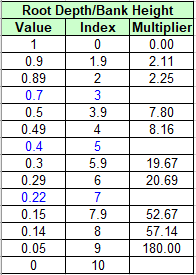 Root Depth/Bank Height
Value Index Multiplier
1 0 0.00
0.9 1.9 2.11
0.89 2 2.25
0.7 3
0.5 3.9 7.80
0.49 4 8.16
0.4 5
0.3 5.9 19.67
0.29 6 20.69
0.22 7
0.15 7.9 52.67
0.14 8 57.14
0.05 9 180.00
0 10